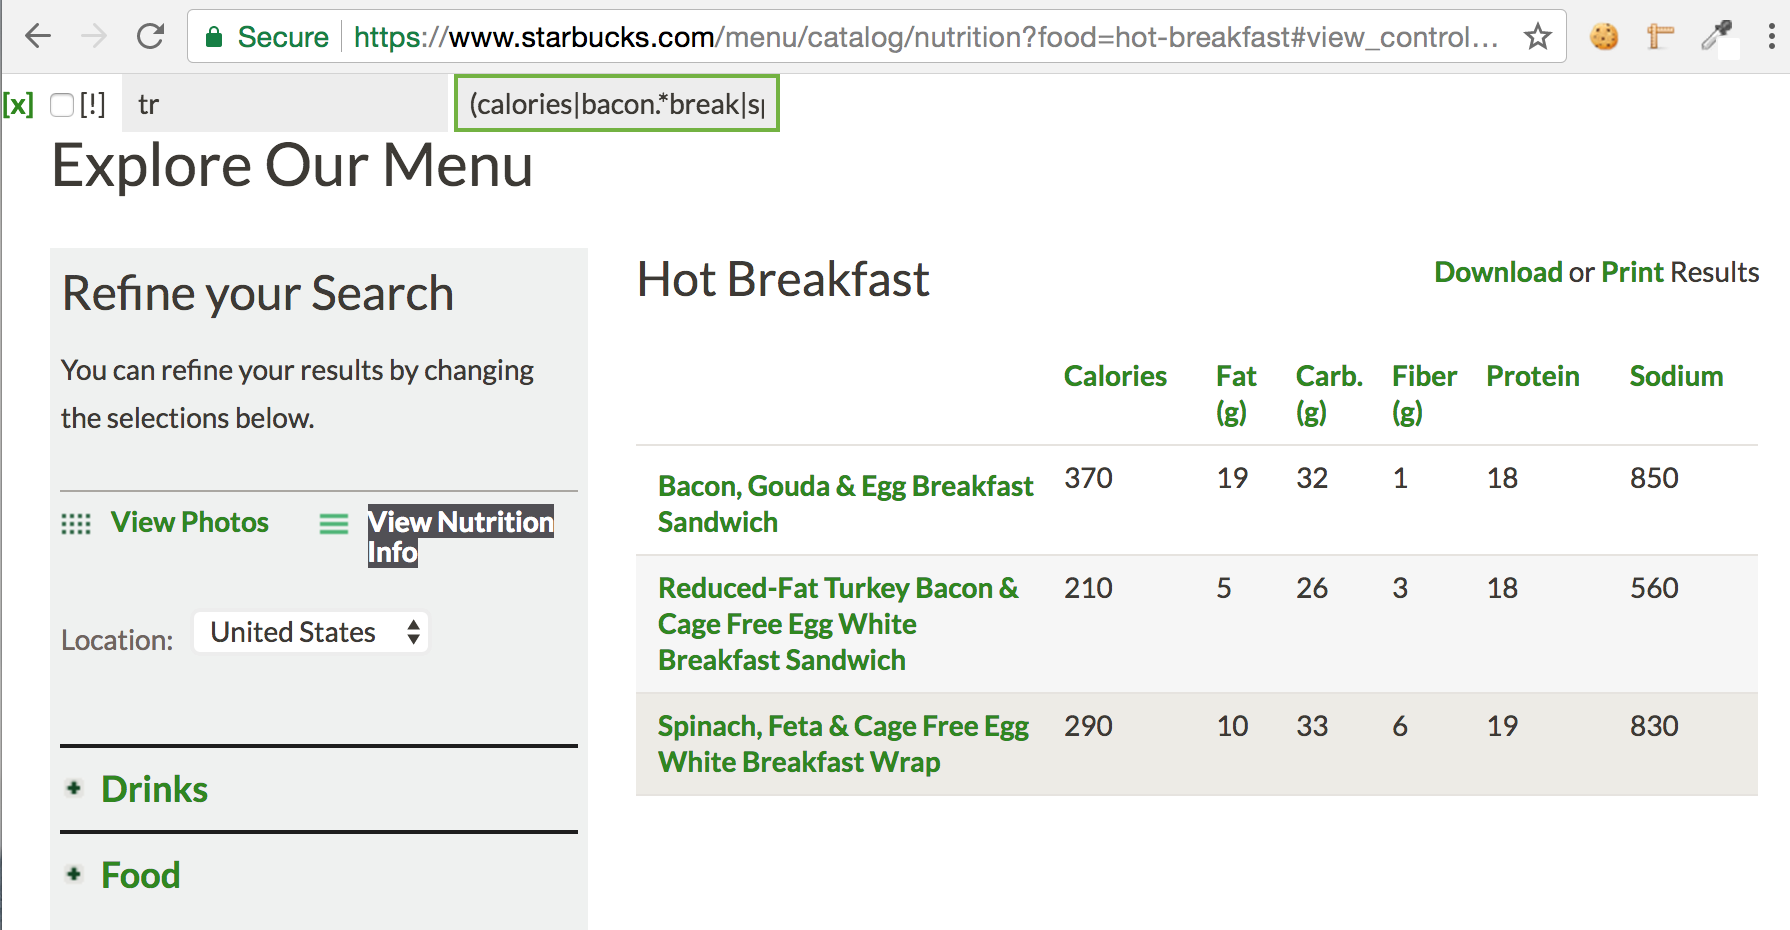 Secure https://www.starbucks.com/menu/catalog/nutrition?food=hot-breakfast#view_control...
[x] [!] tr (calories|bacon.*break|sp
Explore Our Menu
Refine your Search
You can refine your results by changing
the selections below.
View Photos View Nutrition
Info
Location: United States
Drinks
Food
Hot Breakfast
Download or Print Results
Calories Fat Carb. Fiber Protein Sodium
(g) (g) (g)
Bacon, Gouda & Egg Breakfast 370 19 32 1 18 850
Sandwich
Reduced-Fat Turkey Bacon & 210 5 26 3 18 560
Cage Free Egg White
Breakfast Sandwich
Spinach, Feta & Cage Free Egg 290 10 33 6 19 830
White Breakfast Wrap